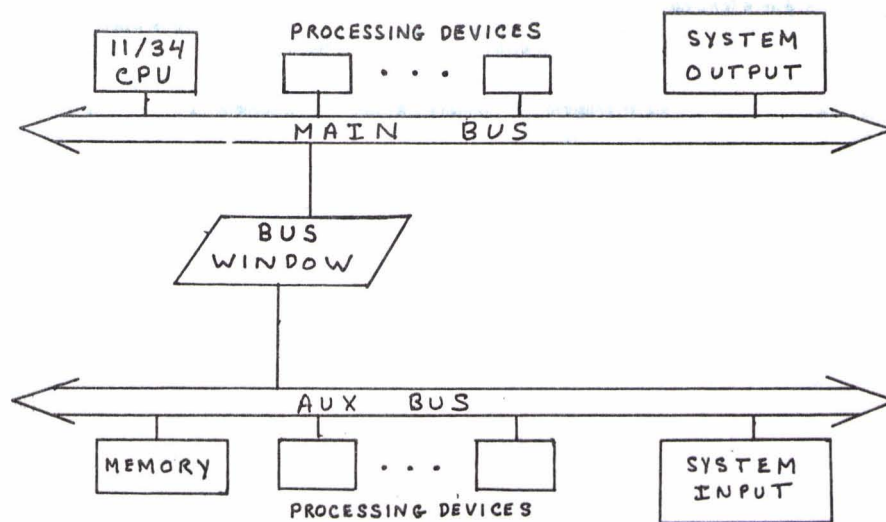 PROCESSING DEVICES
11/34
CPU
SYSTEM
OUTPUT
MAIN BUS
BUS
WINDOW
AUX BUS
MEMORY
SYSTEM
INPUT
PROCESSING DEVICES